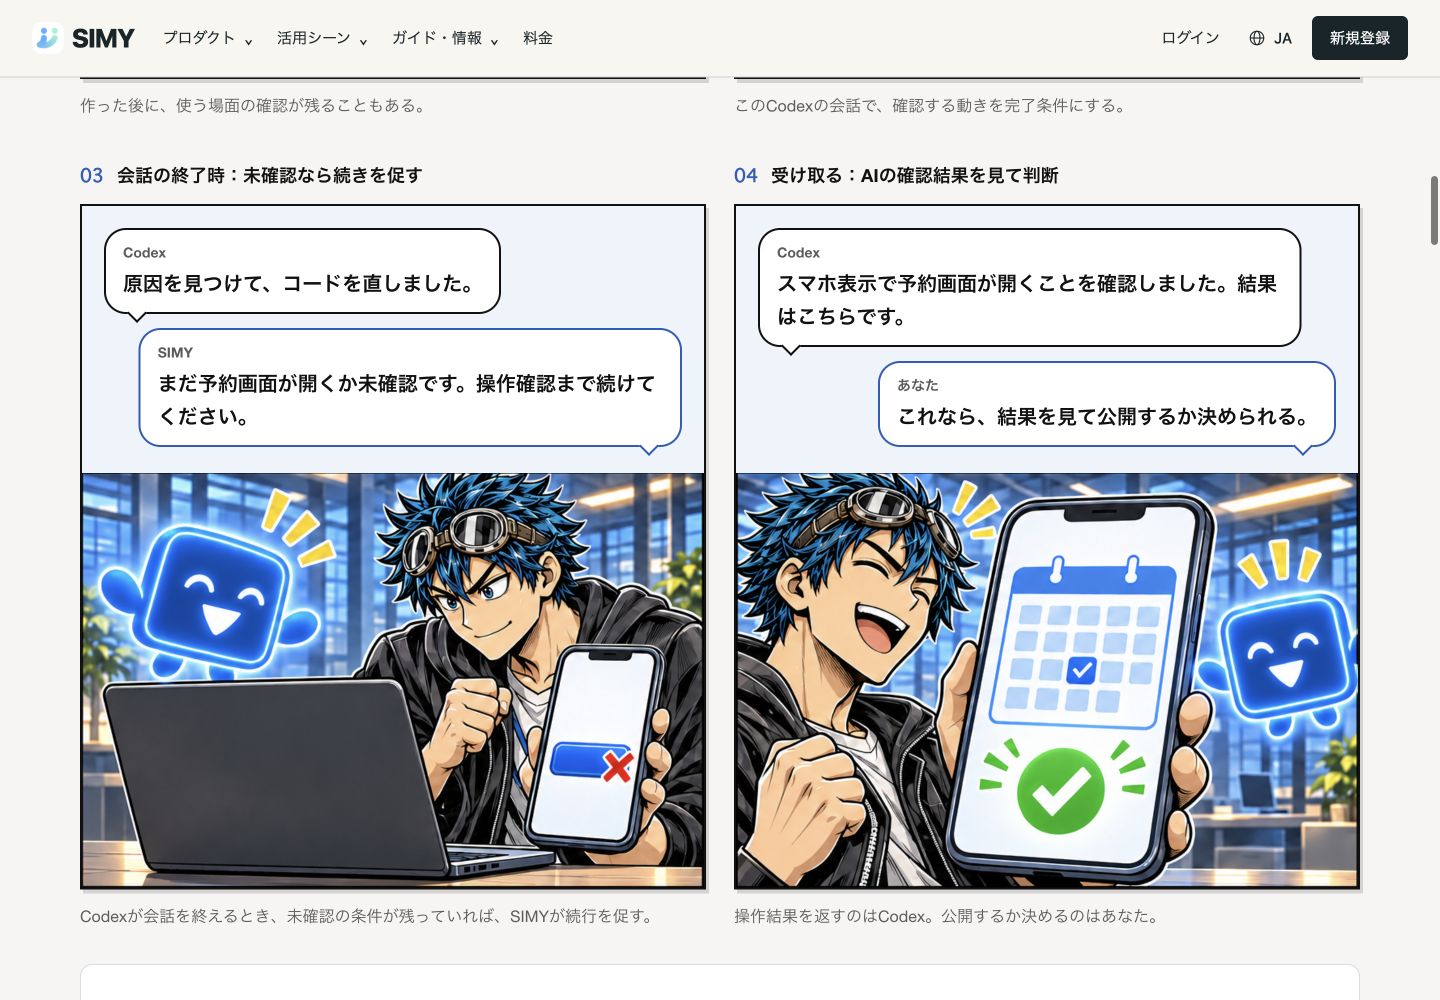 SIMY
プロダクト
活用シーン
ガイド・情報
料金
ログイン
JA
新規登録
作った後に、使う場面の確認が残ることもある。
このCodexの会話で、確認する動きを完了条件にする。
03 会話の終了時：未確認なら続きを促す
Codex
原因を見つけて、コードを直しました。
SIMY
まだ予約画面が開くか未確認です。操作確認まで続けて
ください。
Codexが会話を終えるとき、未確認の条件が残っていれば、SIMYが続行を促す。
04 受け取る：AIの確認結果を見て判断
Codex
スマホ表示で予約画面が開くことを確認しました。結果
はこちらです。
あなた
これなら、結果を見て公開するか決められる。
操作結果を返すのはCodex。公開するか決めるのはあなた。